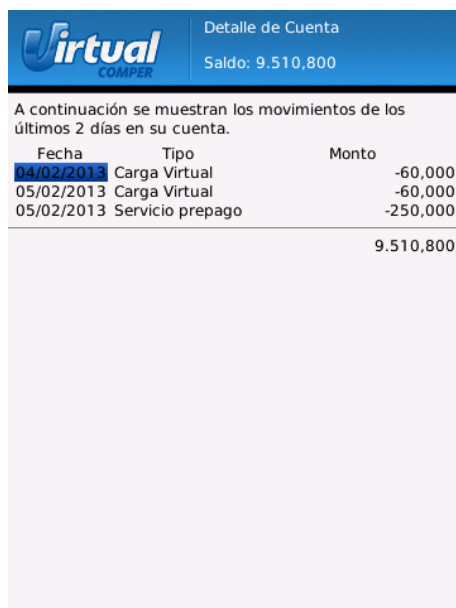 Virtual
COMPER
Detalle de Cuenta
Saldo: 9.510,800
A continuación se muestran los movimientos de los
últimos 2 días en su cuenta.
Fecha Tipo Monto
04/02/2013 Carga Virtual -60,000
05/02/2013 Carga Virtual -60,000
05/02/2013 Servicio prepago -250,000
9.510,800